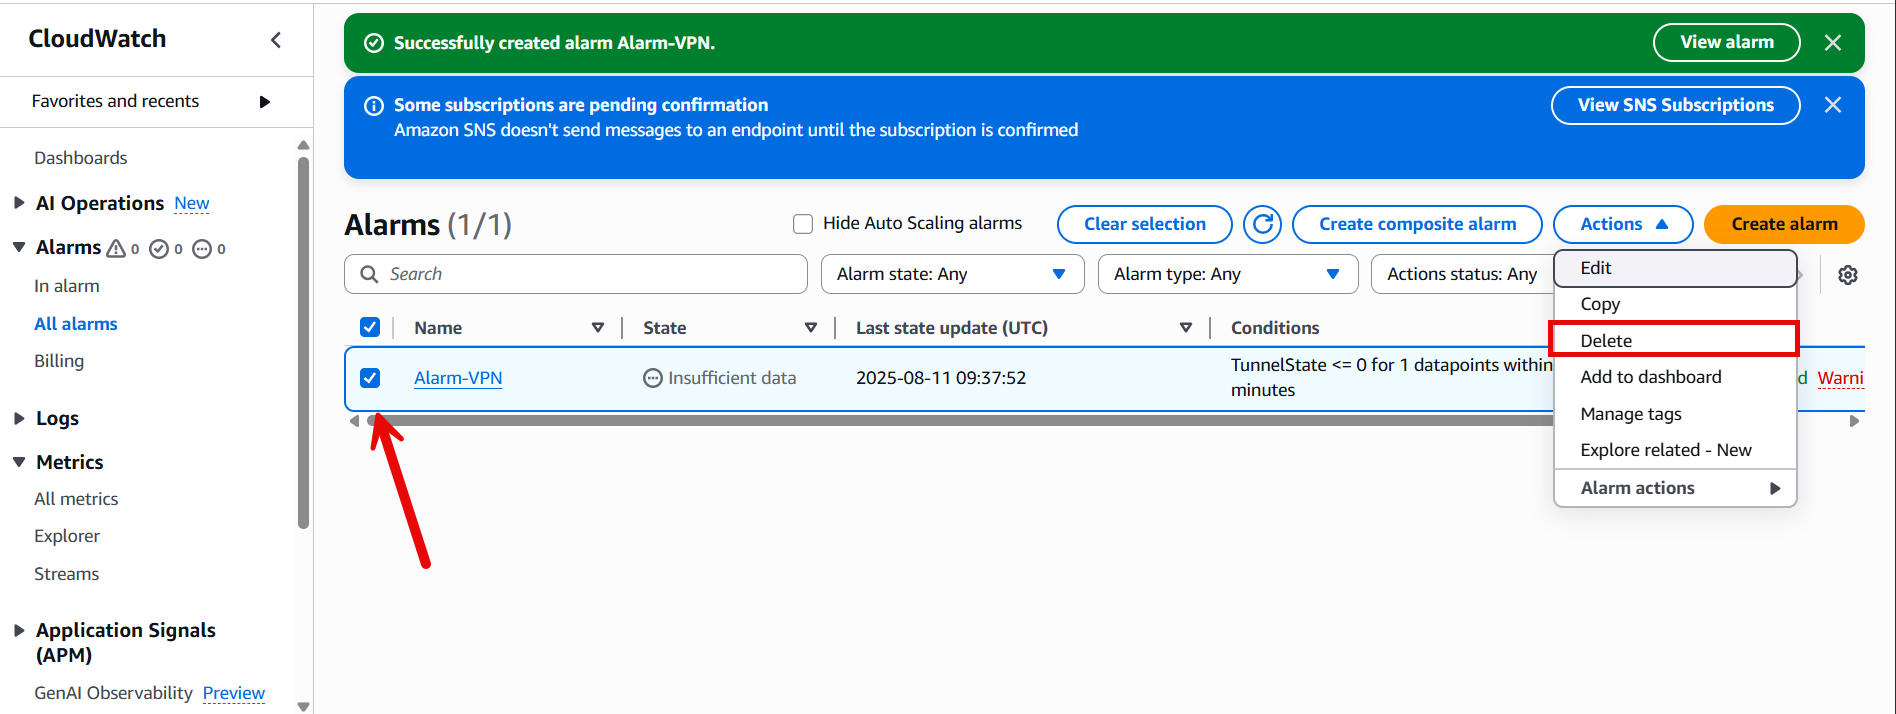 CloudWatch
Favorites and recents
Dashboards
AI Operations New
Alarms 0 0 0
In alarm
All alarms
Billing
Logs
Metrics
All metrics
Explorer
Streams
Application Signals
(APM)
GenAI Observability Preview
Successfully created alarm Alarm-VPN.
View alarm
Some subscriptions are pending confirmation
Amazon SNS doesn't send messages to an endpoint until the subscription is confirmed
View SNS Subscriptions
Alarms (1/1)
Hide Auto Scaling alarms
Clear selection
Create composite alarm
Actions
Create alarm
Search
Alarm state: Any
Alarm type: Any
Actions status: Any
Name
State
Last state update (UTC)
Conditions
Alarm-VPN
Insufficient data
2025-08-11 09:37:52
TunnelState <= 0 for 1 datapoints within
minutes
d Warni
Edit
Copy
Delete
Add to dashboard
Manage tags
Explore related - New
Alarm actions